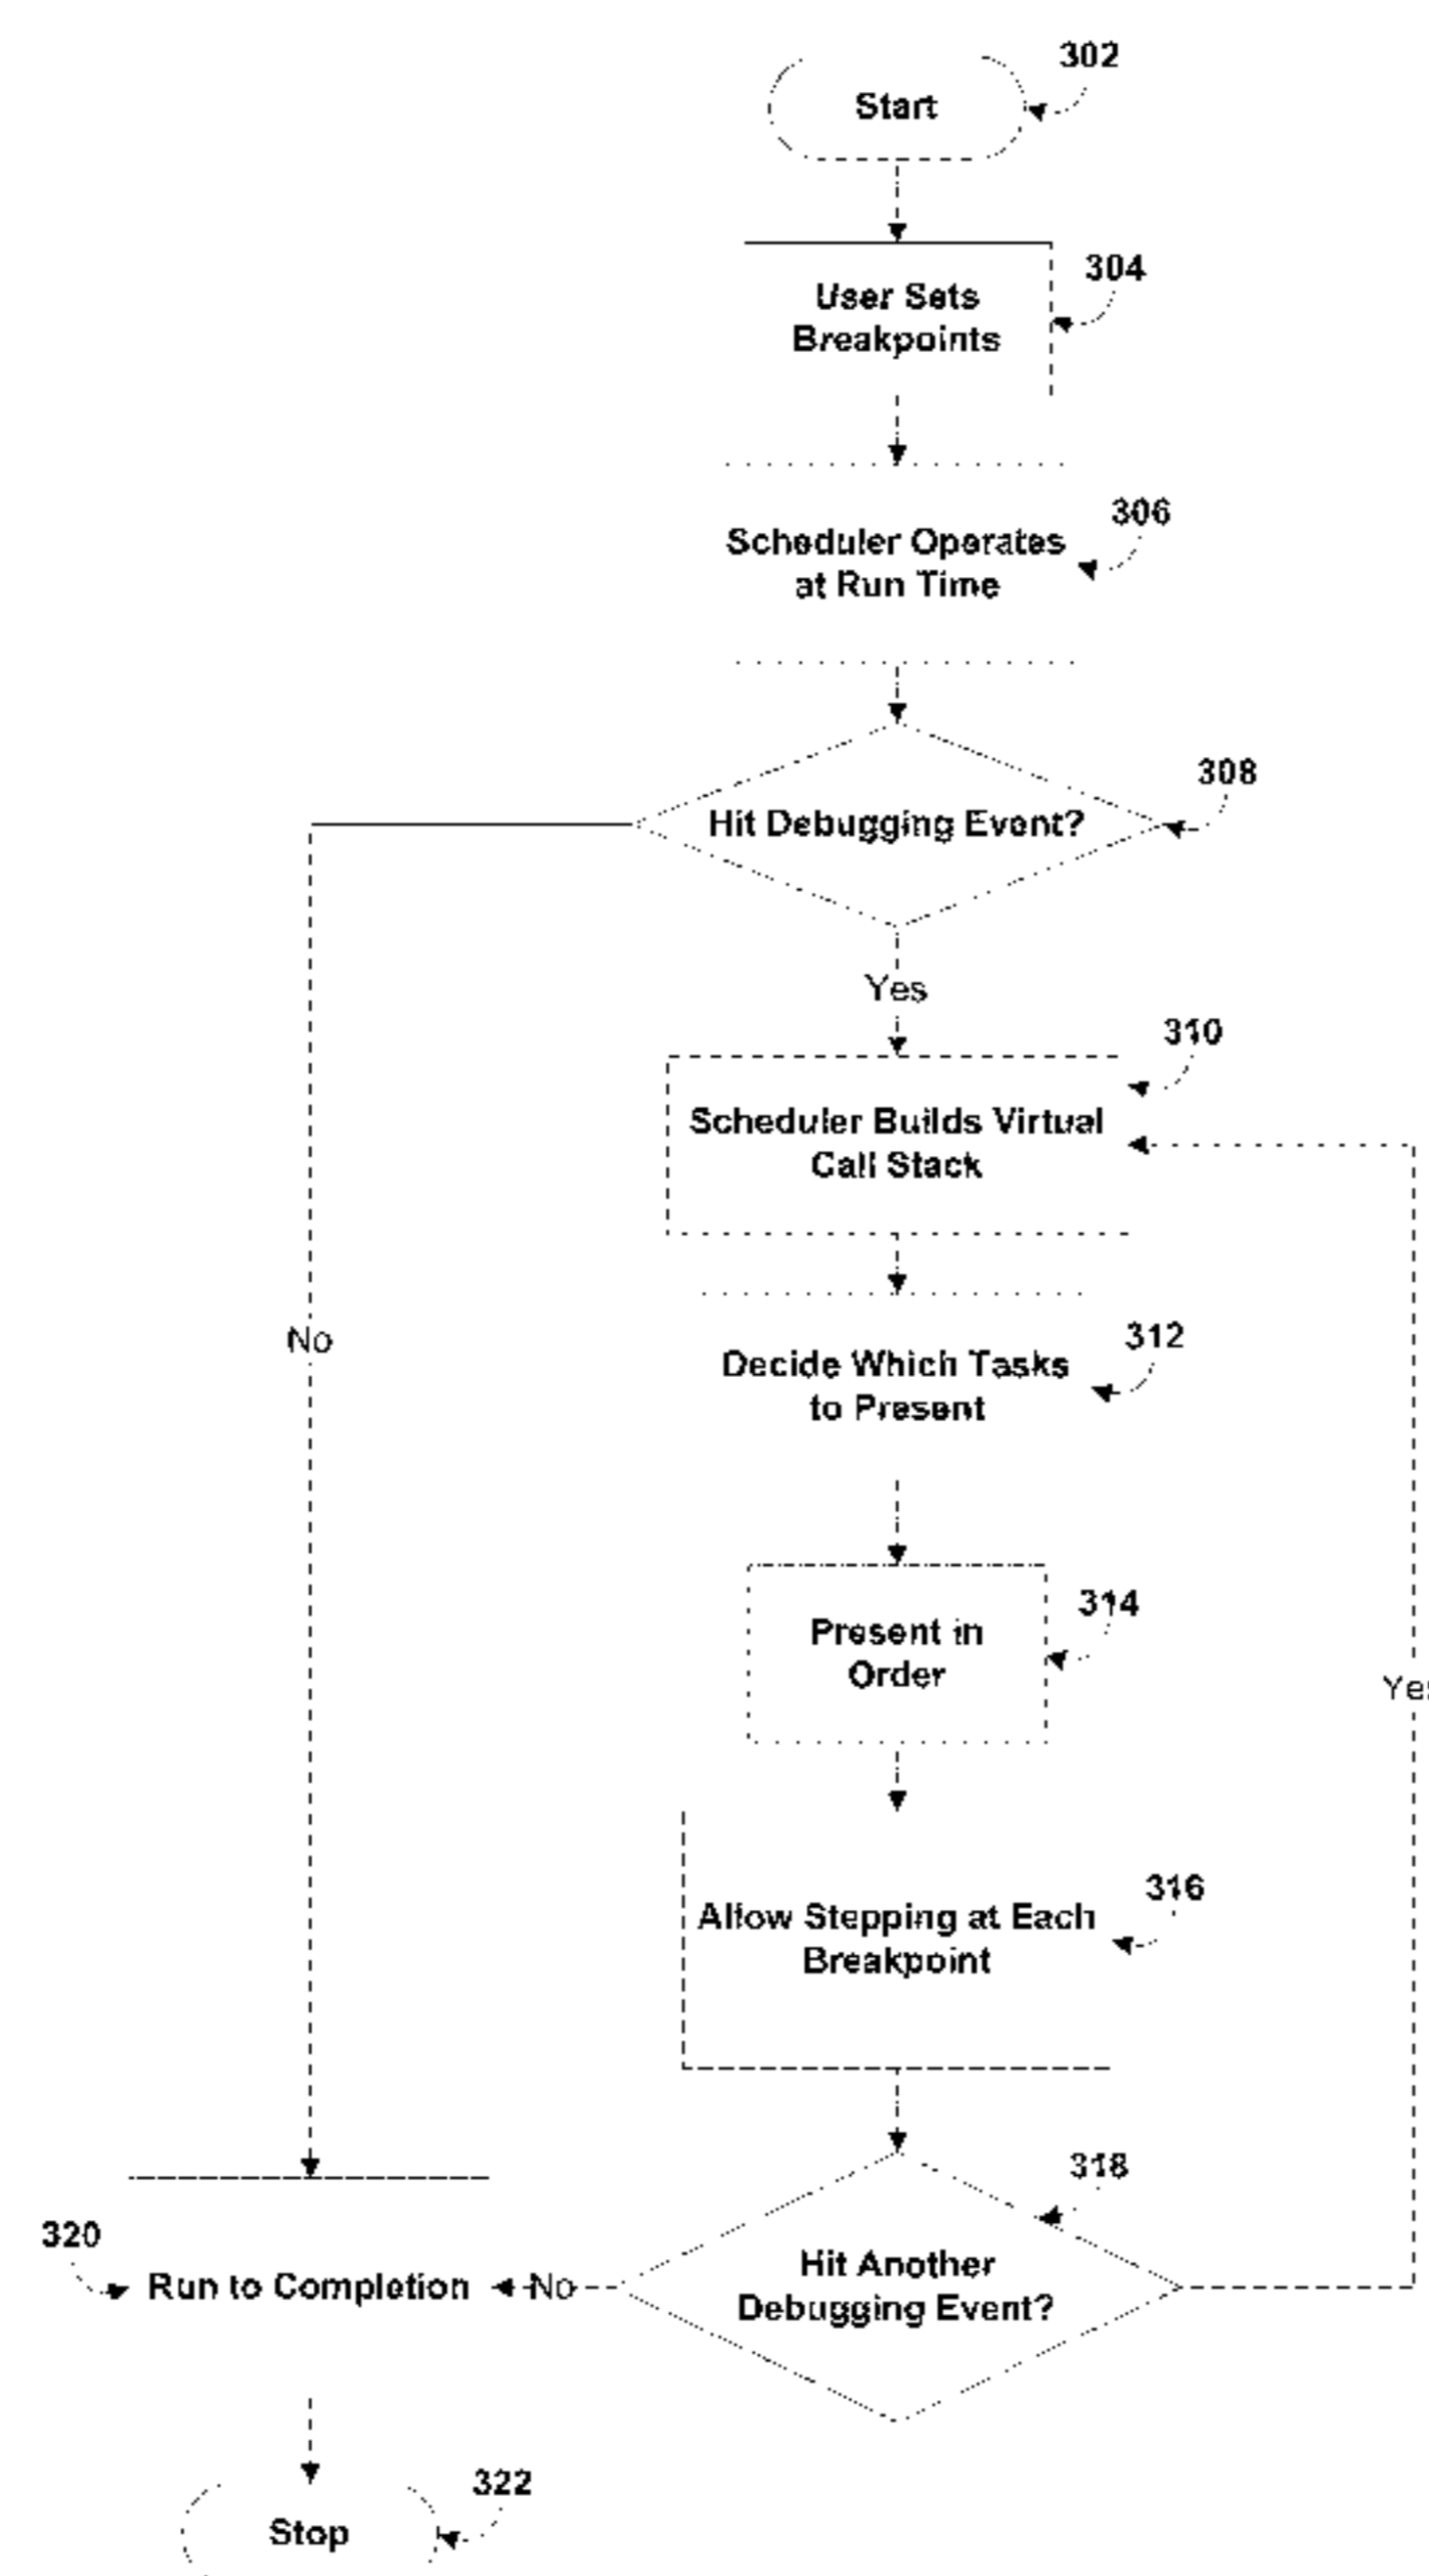 302
Start
304
User Sets
Breakpoints
306
Scheduler Operates
at Run Time
308
Hit Debugging Event?
Yes
310
Scheduler Builds Virtual
Call Stack
No
312
Decide Which Tasks
to Present
314
Present in
Order
Yes
316
Allow Stepping at Each
Breakpoint
318
Hit Another
Debugging Event?
No
320
Run to Completion
322
Stop